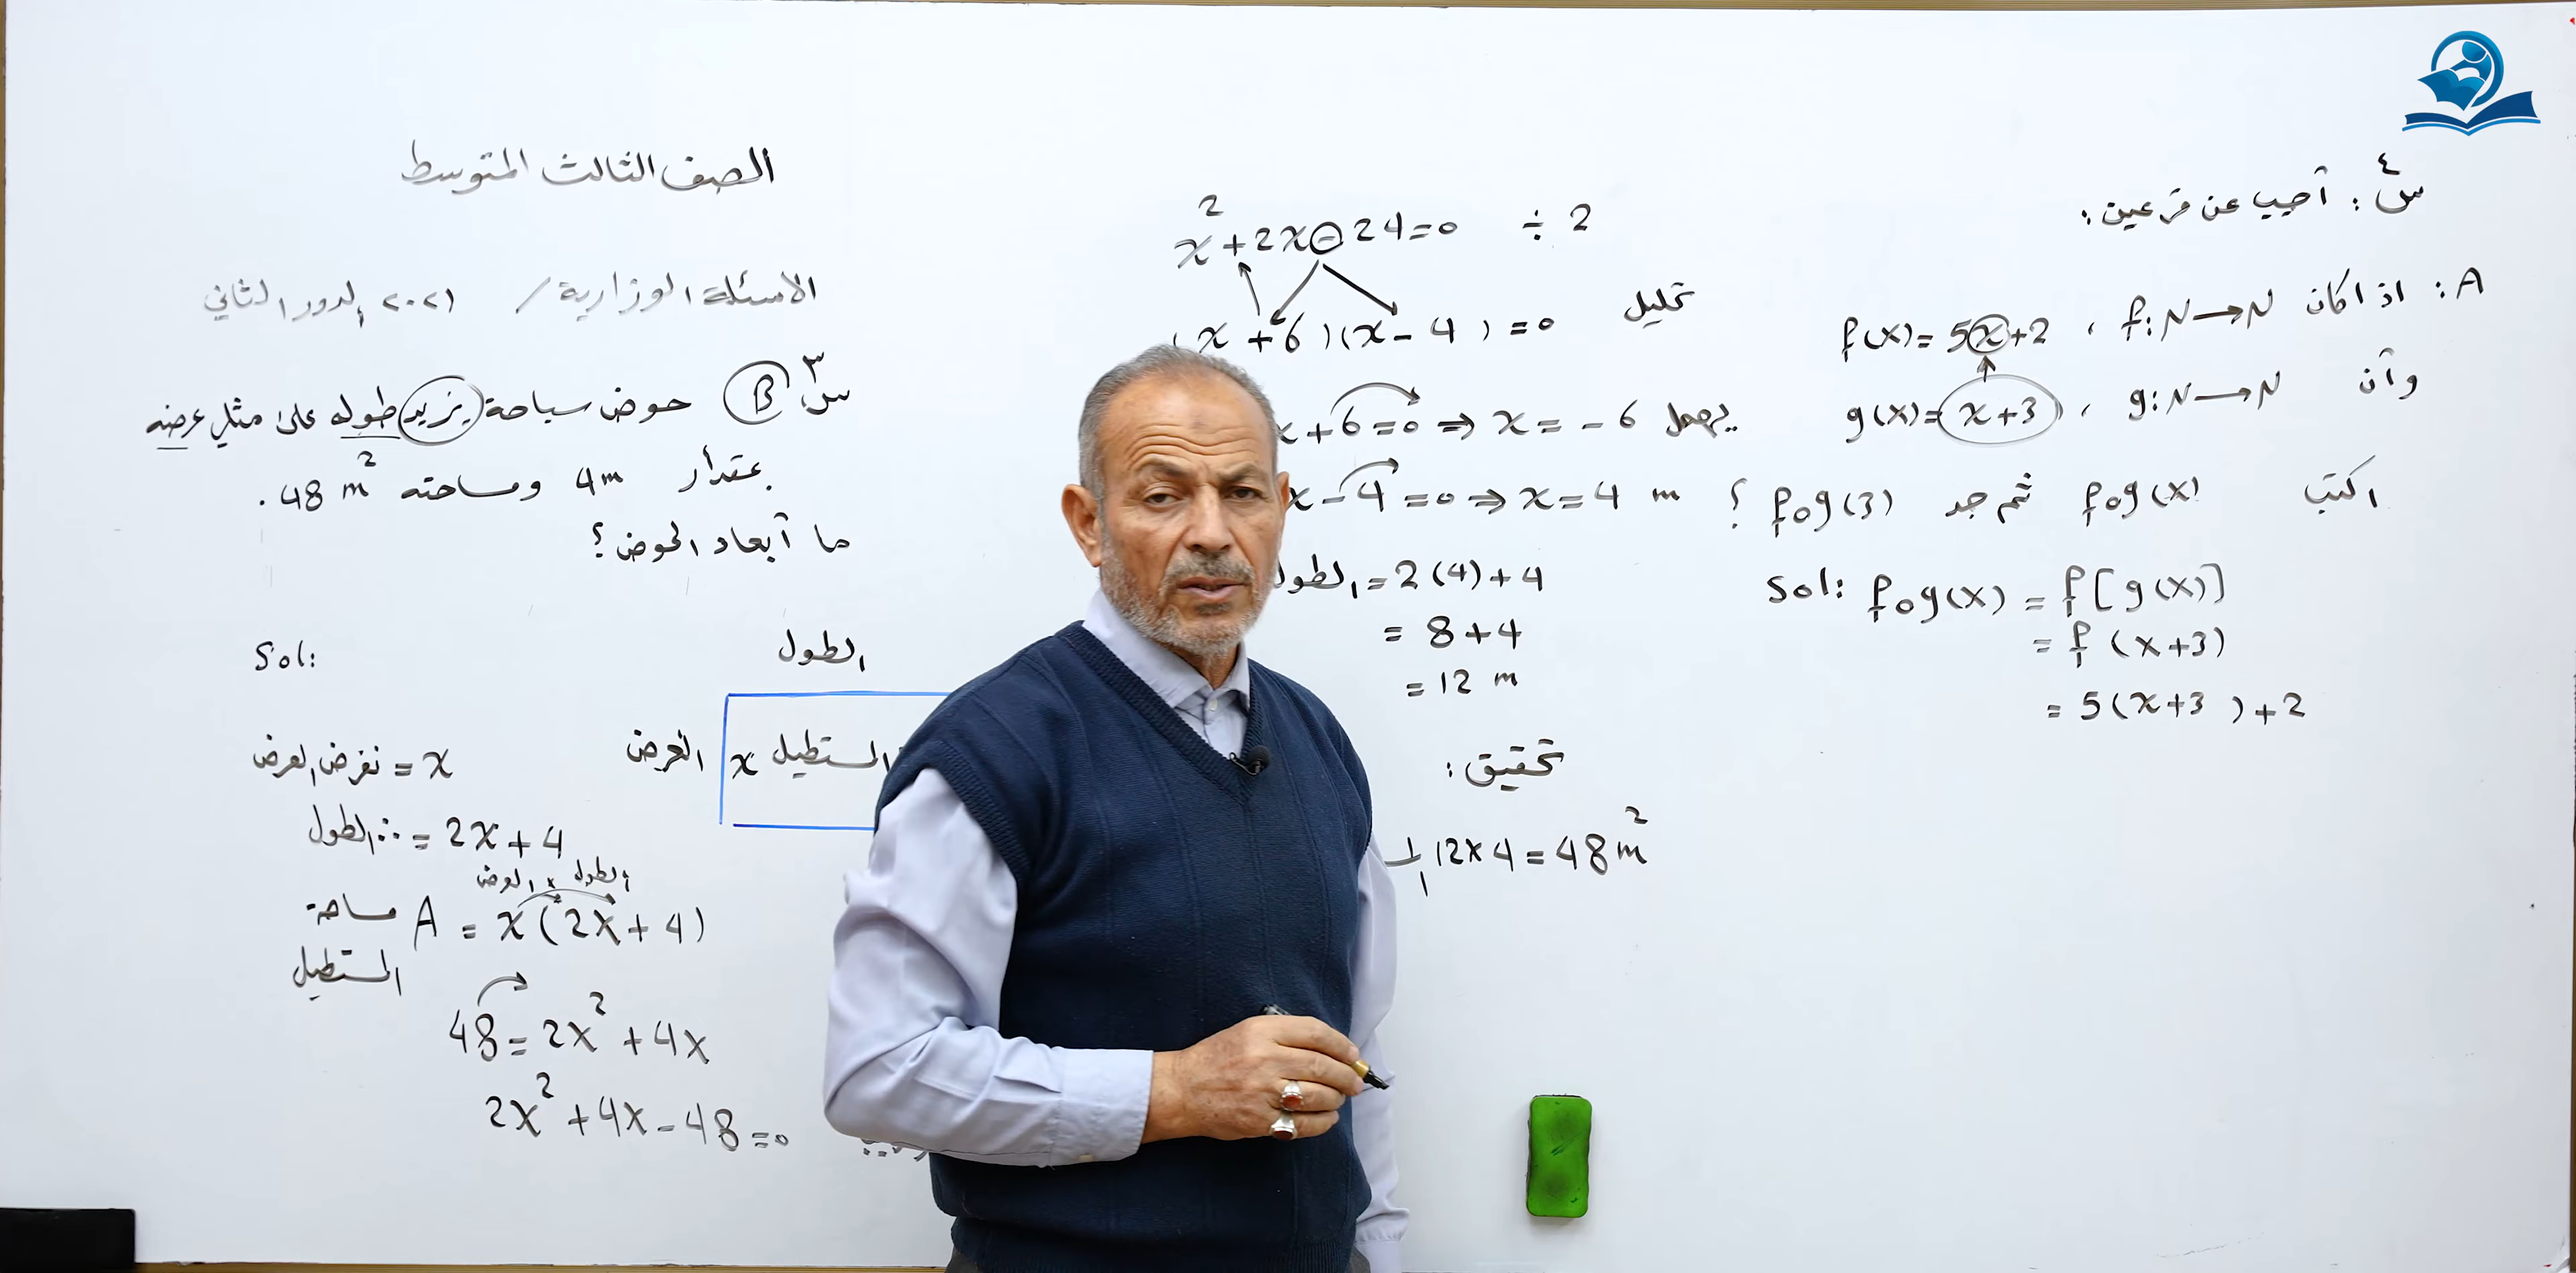 الصف الثالث المتوسط
الاسئلة الوزارية / ٢٠٢١ الدور الثاني
س٣ B حوض سباحة يزيد طوله على مثلي عرضه
بمقدار 4m ومساحته 48 m².
ما أبعاد الحوض؟
Sol:
الطول
العرض x المستطيل
نفرض العرض = x
∴ الطول = 2x + 4
الطول × العرض
مساحة A = x(2x + 4)
المستطيل
48 = 2x² + 4x
2x² + 4x - 48 = 0
x² + 2x - 24 = 0 ÷ 2
(x + 6)(x - 4) = 0 تحليل
x + 6 = 0 ⇒ x = - 6 يهمل
x - 4 = 0 ⇒ x = 4 m
الطول = 2(4) + 4
= 8 + 4
= 12 m
تحقيق:
12 × 4 = 48 m²
س٤: أجب عن فرعين:
A: اذا كان f: N → N ، f(x) = 5x + 2
وأن g: N → N ، g(x) = x + 3
اكتب fog(x) ثم جد fog(3) ؟
Sol: fog(x) = f[g(x)]
= f (x+3)
= 5(x+3) + 2